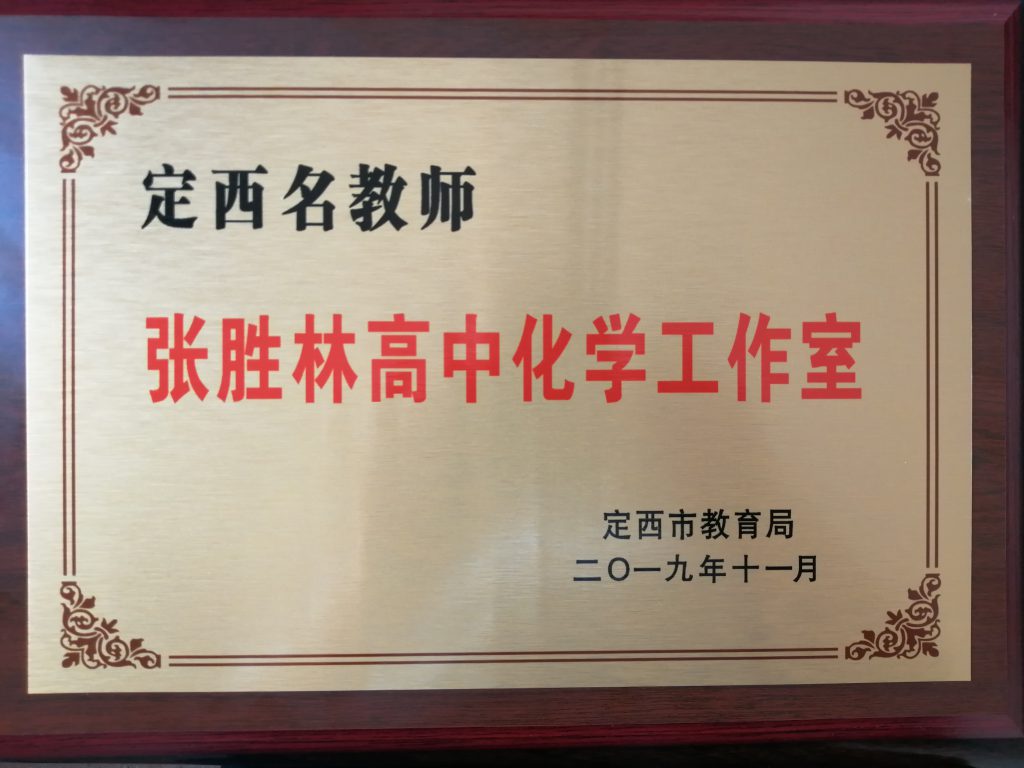 定西名教师
张胜林高中化学工作室
定西市教育局
二〇一九年十一月